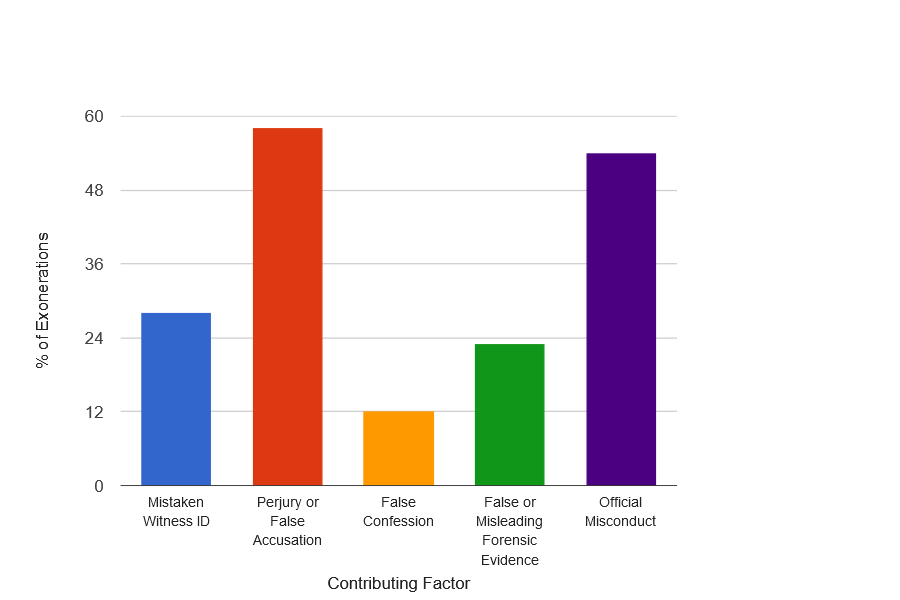 60
48
36
24
12
0
% of Exonerations
Mistaken
Witness ID
Perjury or
False
Accusation
False
Confession
False or
Misleading
Forensic
Evidence
Official
Misconduct
Contributing Factor